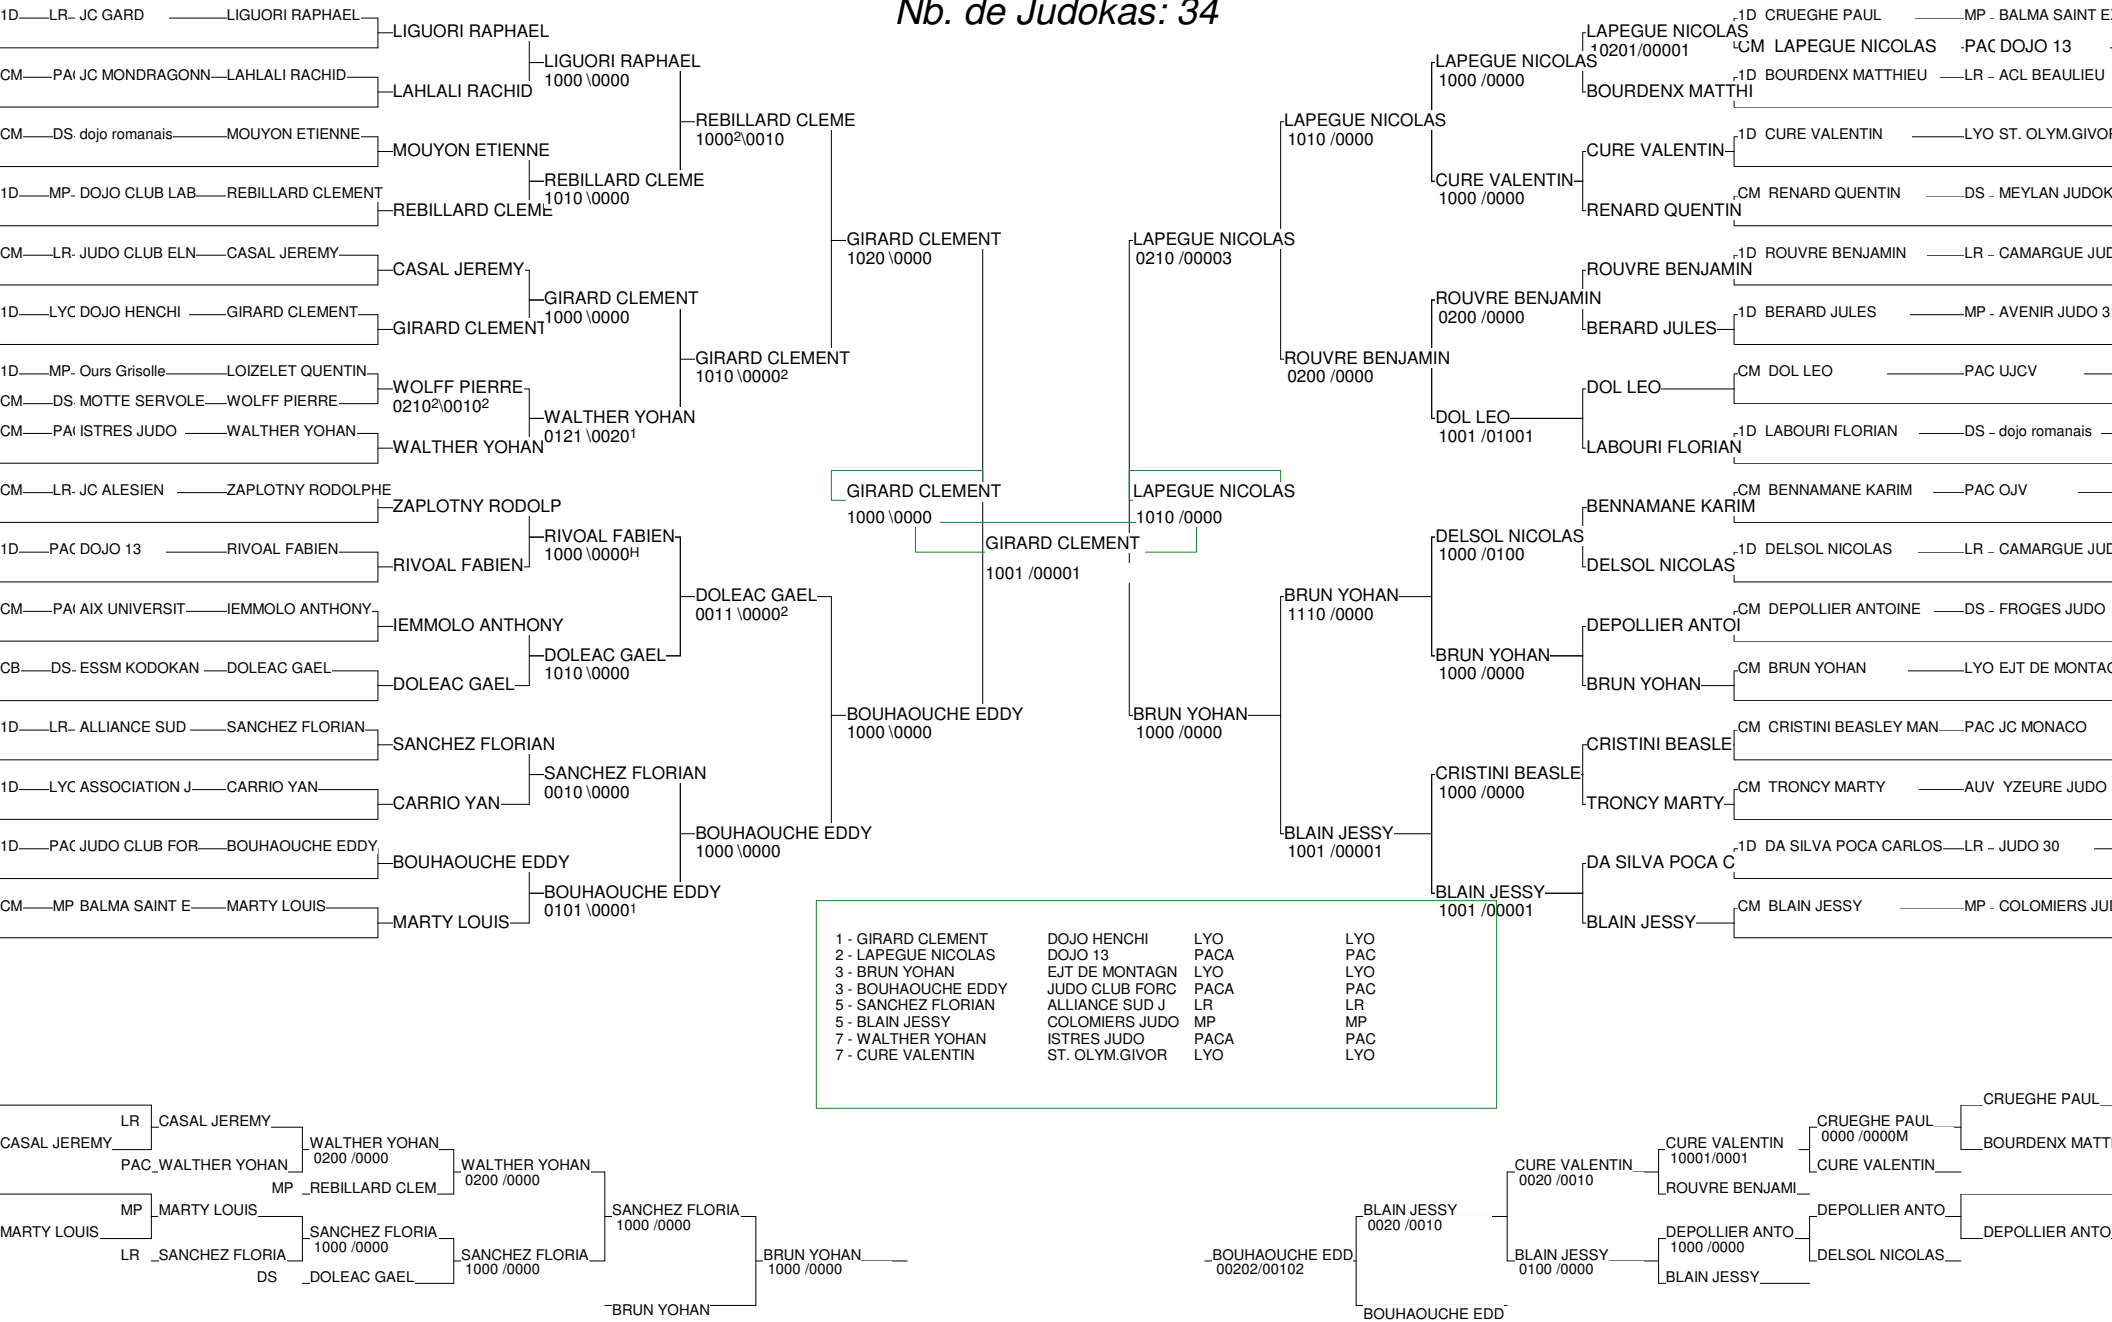 Nb. de Judokas: 34
1D LR- JC GARD LIGUORI RAPHAEL
CM PA( JC MONDRAGONN LAHLALI RACHID
CM DS- dojo romanais MOUYON ETIENNE
1D MP- DOJO CLUB LAB REBILLARD CLEMENT
CM LR- JUDO CLUB ELN CASAL JEREMY
1D LYC DOJO HENCHI GIRARD CLEMENT
1D MP- Ours Grisolle LOIZELET QUENTIN
CM DS- MOTTE SERVOLE WOLFF PIERRE
CM PA( ISTRES JUDO WALTHER YOHAN
CM LR- JC ALESIEN ZAPLOTNY RODOLPHE
1D PAC DOJO 13 RIVOAL FABIEN
CM PA( AIX UNIVERSIT IEMMOLO ANTHONY
CB DS- ESSM KODOKAN DOLEAC GAEL
1D LR- ALLIANCE SUD SANCHEZ FLORIAN
1D LYC ASSOCIATION J CARRIO YAN
1D PAC JUDO CLUB FOR BOUHAOUCHE EDDY
CM MP BALMA SAINT E MARTY LOUIS
LIGUORI RAPHAEL
LAHLALI RACHID
MOUYON ETIENNE
REBILLARD CLEME
CASAL JEREMY
GIRARD CLEMENT
WOLFF PIERRE
0210² \0010²
WALTHER YOHAN
ZAPLOTNY RODOLP
RIVOAL FABIEN
IEMMOLO ANTHONY
DOLEAC GAEL
SANCHEZ FLORIAN
CARRIO YAN
BOUHAOUCHE EDDY
MARTY LOUIS
LIGUORI RAPHAEL
1000 \0000
REBILLARD CLEME
1010 \0000
GIRARD CLEMENT
1000 \0000
WALTHER YOHAN
0121 \0020¹
RIVOAL FABIEN
1000 \0000H
DOLEAC GAEL
1010 \0000
SANCHEZ FLORIAN
0010 \0000
BOUHAOUCHE EDDY
0101 \0000¹
REBILLARD CLEME
1000² \0010
GIRARD CLEMENT
1010 \0000²
DOLEAC GAEL
0011 \0000²
BOUHAOUCHE EDDY
1000 \0000
GIRARD CLEMENT
1020 \0000
BOUHAOUCHE EDDY
1000 \0000
GIRARD CLEMENT
1000 \0000
LAPEGUE NICOLAS
1010 /0000
GIRARD CLEMENT
1001 /00001
LAPEGUE NICOLAS
0210 /00003
BRUN YOHAN
1000 /0000
LAPEGUE NICOLAS
1010 /0000
ROUVRE BENJAMIN
0200 /0000
BRUN YOHAN
1110 /0000
BLAIN JESSY
1001 /00001
LAPEGUE NICOLAS
1000 /0000
CURE VALENTIN
1000 /0000
ROUVRE BENJAMIN
0200 /0000
DOL LEO
1001 /01001
DELSOL NICOLAS
1000 /0100
BRUN YOHAN
1000 /0000
CRISTINI BEASLE
1000 /0000
BLAIN JESSY
1001 /00001
LAPEGUE NICOLAS
10201/00001
BOURDENX MATTHI
CURE VALENTIN
RENARD QUENTIN
ROUVRE BENJAMIN
BERARD JULES
DOL LEO
LABOURI FLORIAN
BENNAMANE KARIM
DELSOL NICOLAS
DEPOLLIER ANTOI
BRUN YOHAN
CRISTINI BEASLE
TRONCY MARTY
DA SILVA POCA C
BLAIN JESSY
1D CRUEGHE PAUL MP - BALMA SAINT E
CM LAPEGUE NICOLAS PAC DOJO 13
1D BOURDENX MATTHIEU LR - ACL BEAULIEU
1D CURE VALENTIN LYO ST. OLYM.GIVOR
CM RENARD QUENTIN DS - MEYLAN JUDOK
1D ROUVRE BENJAMIN LR - CAMARGUE JUD
1D BERARD JULES MP - AVENIR JUDO 3
CM DOL LEO PAC UJCV
1D LABOURI FLORIAN DS - dojo romanais
CM BENNAMANE KARIM PAC OJV
1D DELSOL NICOLAS LR - CAMARGUE JUD
CM DEPOLLIER ANTOINE DS - FROGES JUDO
CM BRUN YOHAN LYO EJT DE MONTAG
CM CRISTINI BEASLEY MAN PAC JC MONACO
CM TRONCY MARTY AUV YZEURE JUDO
1D DA SILVA POCA CARLOS LR - JUDO 30
CM BLAIN JESSY MP - COLOMIERS JUD
1 - GIRARD CLEMENT DOJO HENCHI LYO LYO
2 - LAPEGUE NICOLAS DOJO 13 PACA PAC
3 - BRUN YOHAN EJT DE MONTAGN LYO LYO
3 - BOUHAOUCHE EDDY JUDO CLUB FORC PACA PAC
5 - SANCHEZ FLORIAN ALLIANCE SUD J LR LR
5 - BLAIN JESSY COLOMIERS JUDO MP MP
7 - WALTHER YOHAN ISTRES JUDO PACA PAC
7 - CURE VALENTIN ST. OLYM.GIVOR LYO LYO
CASAL JEREMY
MARTY LOUIS
LR CASAL JEREMY
PAC WALTHER YOHAN
MP MARTY LOUIS
LR SANCHEZ FLORIA
WALTHER YOHAN
0200 /0000
MP REBILLARD CLEM
SANCHEZ FLORIA
1000 /0000
DS DOLEAC GAEL
WALTHER YOHAN
0200 /0000
SANCHEZ FLORIA
1000 /0000
SANCHEZ FLORIA
1000 /0000
BRUN YOHAN
BRUN YOHAN
1000 /0000
BOUHAOUCHE EDD
00202/00102
BLAIN JESSY
0020 /0010
BOUHAOUCHE EDD
CURE VALENTIN
0020 /0010
BLAIN JESSY
0100 /0000
CURE VALENTIN
10001/0001
ROUVRE BENJAMI
DEPOLLIER ANTO
1000 /0000
BLAIN JESSY
CRUEGHE PAUL
0000 /0000M
CURE VALENTIN
DEPOLLIER ANTO
DELSOL NICOLAS
CRUEGHE PAUL
BOURDENX MATT
DEPOLLIER ANTO